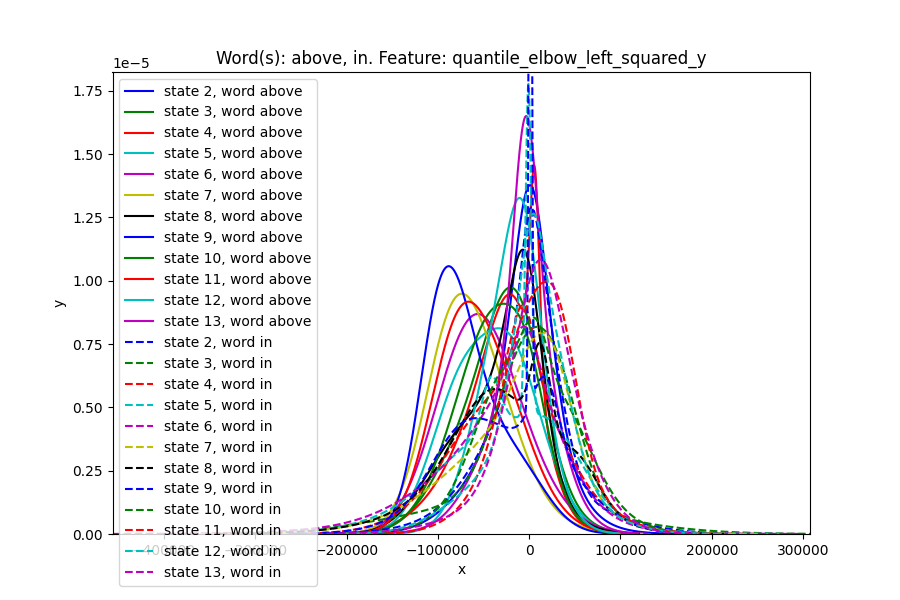 Word(s): above, in. Feature: quantile_elbow_left_squared_y
1e−5
1.75
1.50
1.25
1.00
0.75
0.50
0.25
0.00
y
state 2, word above
state 3, word above
state 4, word above
state 5, word above
state 6, word above
state 7, word above
state 8, word above
state 9, word above
state 10, word above
state 11, word above
state 12, word above
state 13, word above
state 2, word in
state 3, word in
state 4, word in
state 5, word in
state 6, word in
state 7, word in
state 8, word in
state 9, word in
state 10, word in
state 11, word in
state 12, word in
state 13, word in
−200000 −100000 0 100000 200000 300000
x